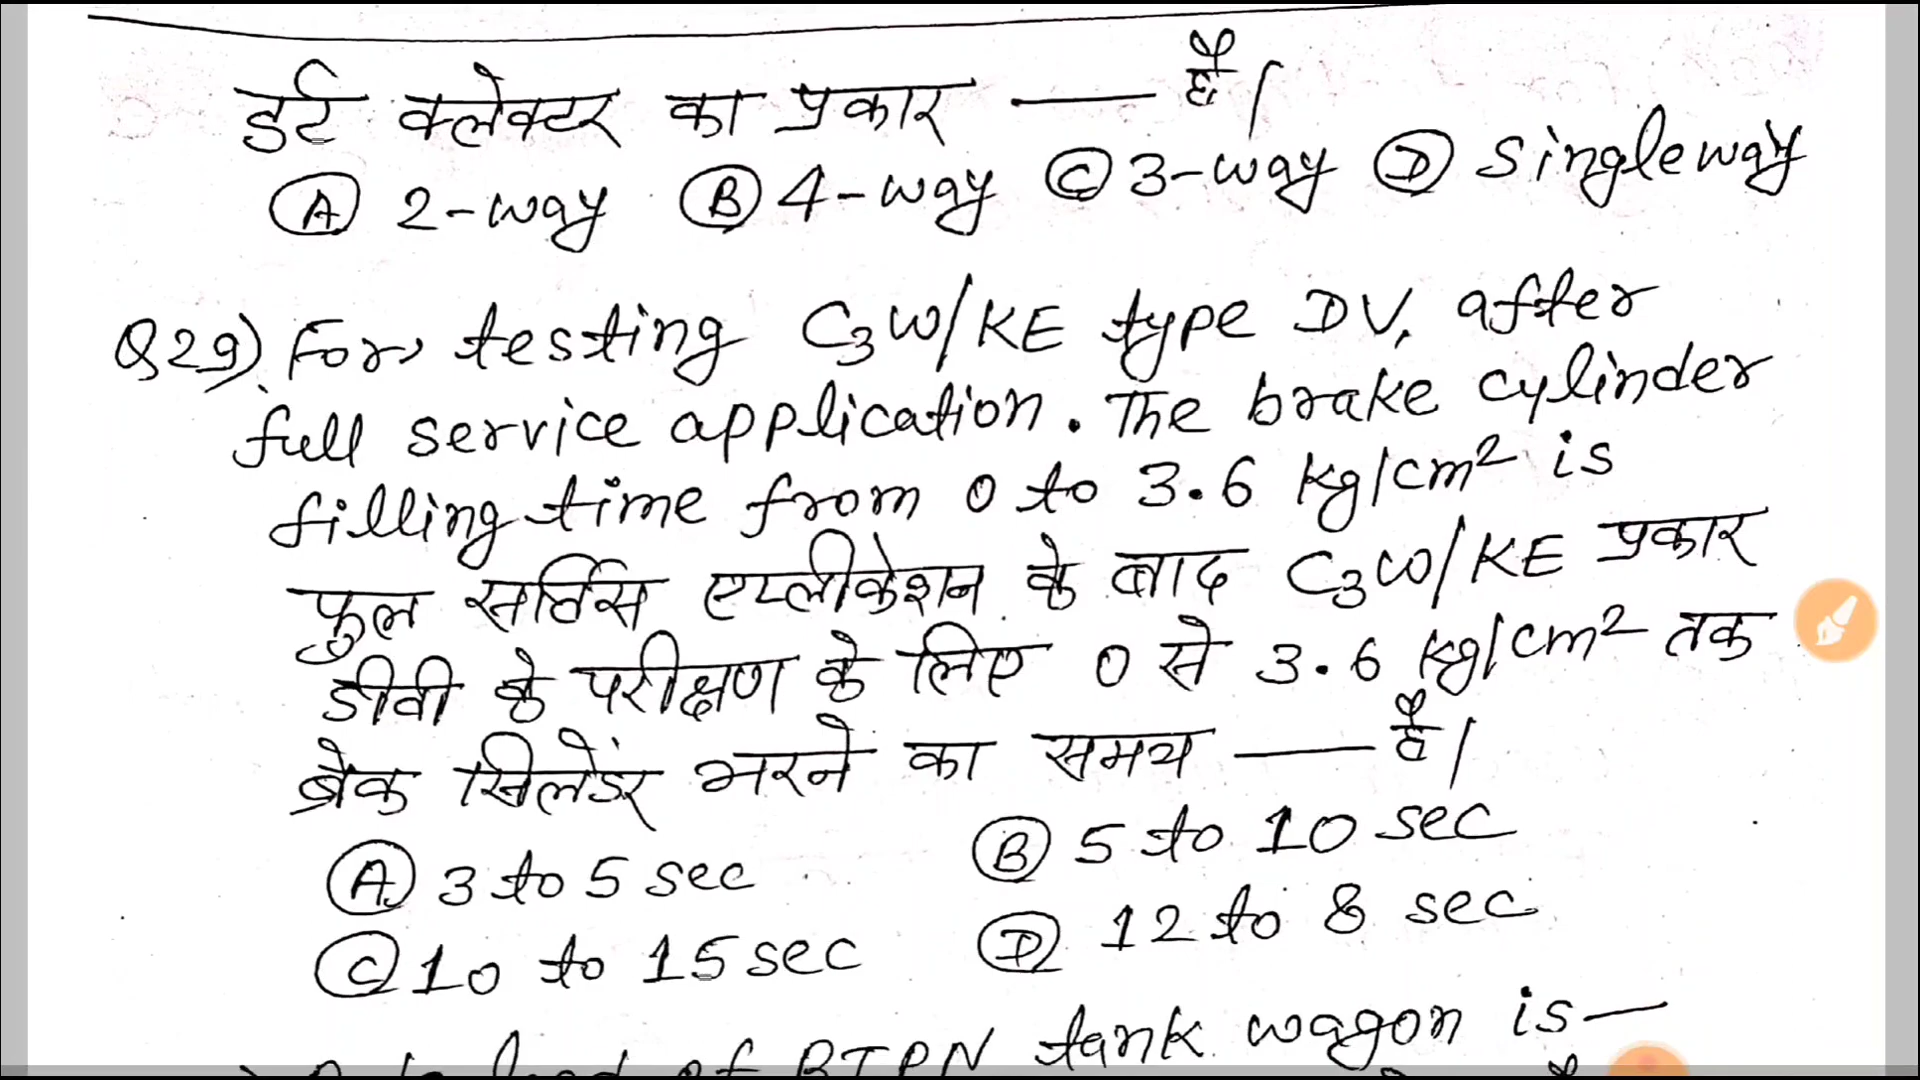 डर्ट क्लेक्टर का प्रकार — है।
Ⓐ 2-way Ⓑ 4-way Ⓒ 3-way Ⓓ Singleway
Q29) For, testing C₃W/KE type DV, after
full service application. The brake cylinder
filling time from 0 to 3.6 kg/cm² is
फुल सर्विस एप्लीकेशन के बाद C₃W/KE प्रकार
डीवी के परीक्षण के लिए 0 से 3.6 kg/cm² तक
ब्रेक सिलेंडर भरने का समय — है।
Ⓐ 3 to 5 sec Ⓑ 5 to 10 sec
Ⓒ 10 to 15 sec Ⓓ 12 to 8 sec
of BTPN tank wagon is —